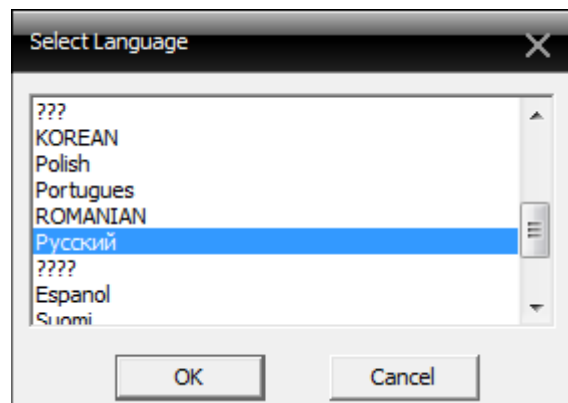 Select Language
???
KOREAN
Polish
Portugues
ROMANIAN
Русский
????
Espanol
Suomi
OK
Cancel